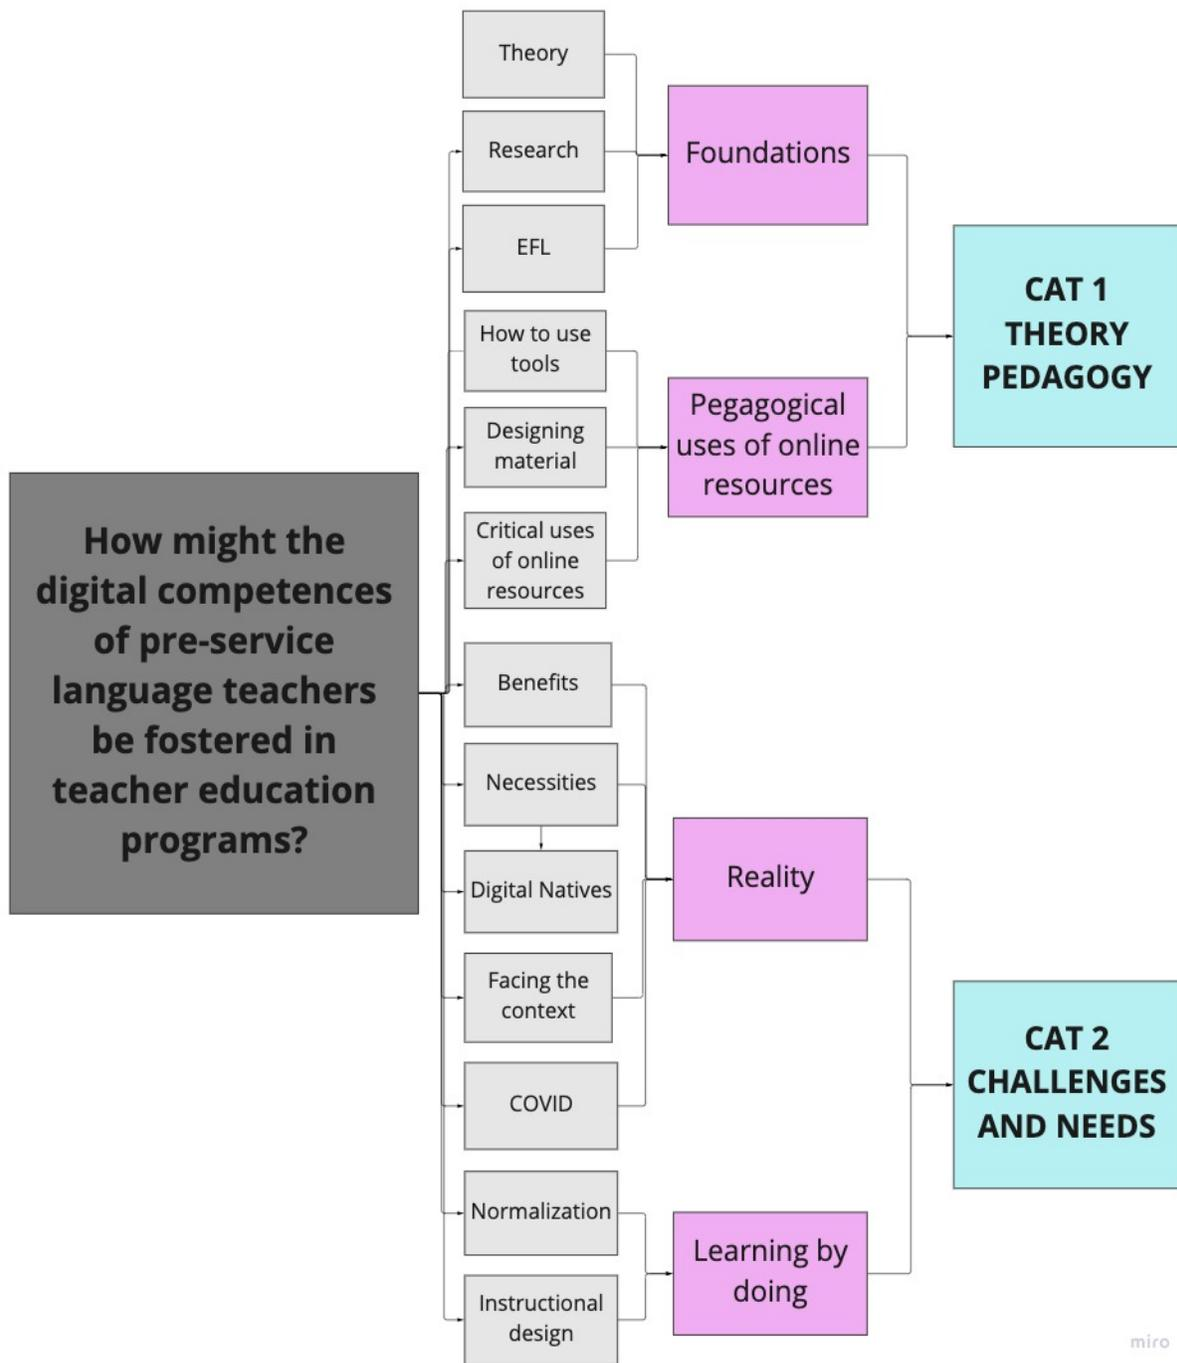 Theory
Research
EFL
How to use
tools
Designing
material
Critical uses
of online
resources
Benefits
Necessities
Digital Natives
Facing the
context
COVID
Normalization
Instructional
design
How might the
digital competences
of pre-service
language teachers
be fostered in
teacher education
programs?
Foundations
Pegagogical
uses of online
resources
Reality
Learning by
doing
CAT 1
THEORY
PEDAGOGY
CAT 2
CHALLENGES
AND NEEDS
miro